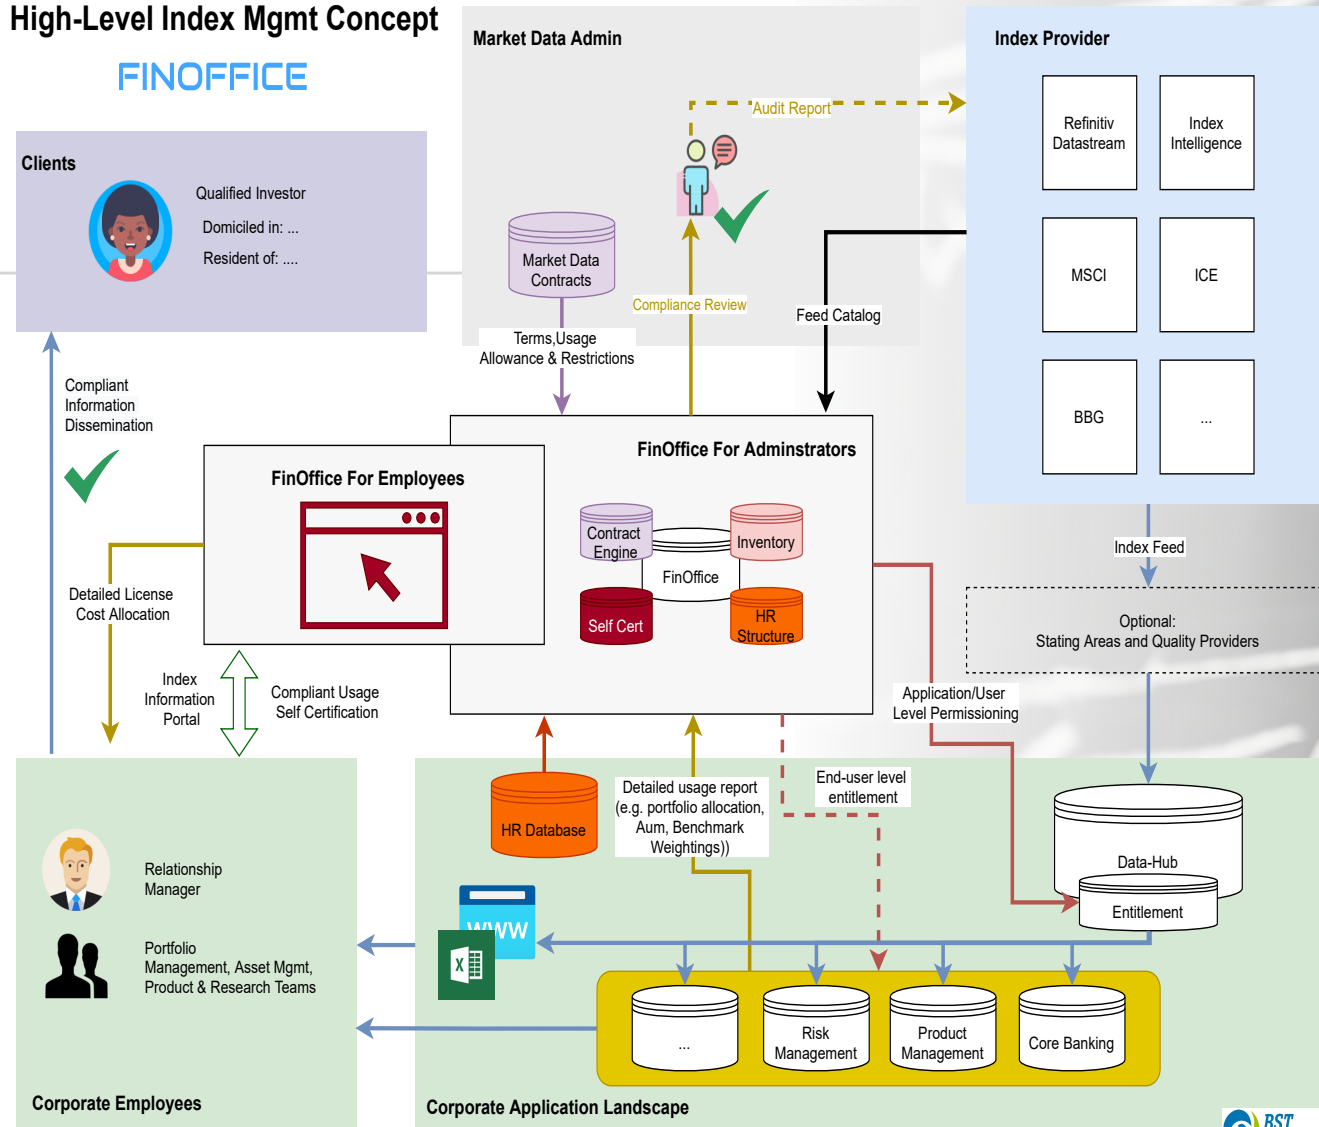 High-Level Index Mgmt Concept
FINOFFICE
Market Data Admin
Index Provider
Audit Report
Refinitiv
Datastream
Index
Intelligence
Clients
Qualified Investor
Domiciled in: ...
Resident of: ....
Market Data
Contracts
MSCI
ICE
Compliance Review
Feed Catalog
Terms,Usage
Allowance & Restrictions
Compliant
Information
Dissemination
BBG
...
FinOffice For Adminstrators
FinOffice For Employees
Contract
Engine
Inventory
FinOffice
Self Cert
HR
Structure
Index Feed
Detailed License
Cost Allocation
Optional:
Stating Areas and Quality Providers
Index
Information
Portal
Compliant Usage
Self Certification
Application/User
Level Permissioning
HR Database
Detailed usage report
(e.g. portfolio allocation,
Aum, Benchmark
Weightings))
End-user level
entitlement
Data-Hub
Entitlement
Relationship
Manager
WWW
X
Portfolio
Management, Asset Mgmt,
Product & Research Teams
...
Risk
Management
Product
Management
Core Banking
Corporate Employees
Corporate Application Landscape
BST